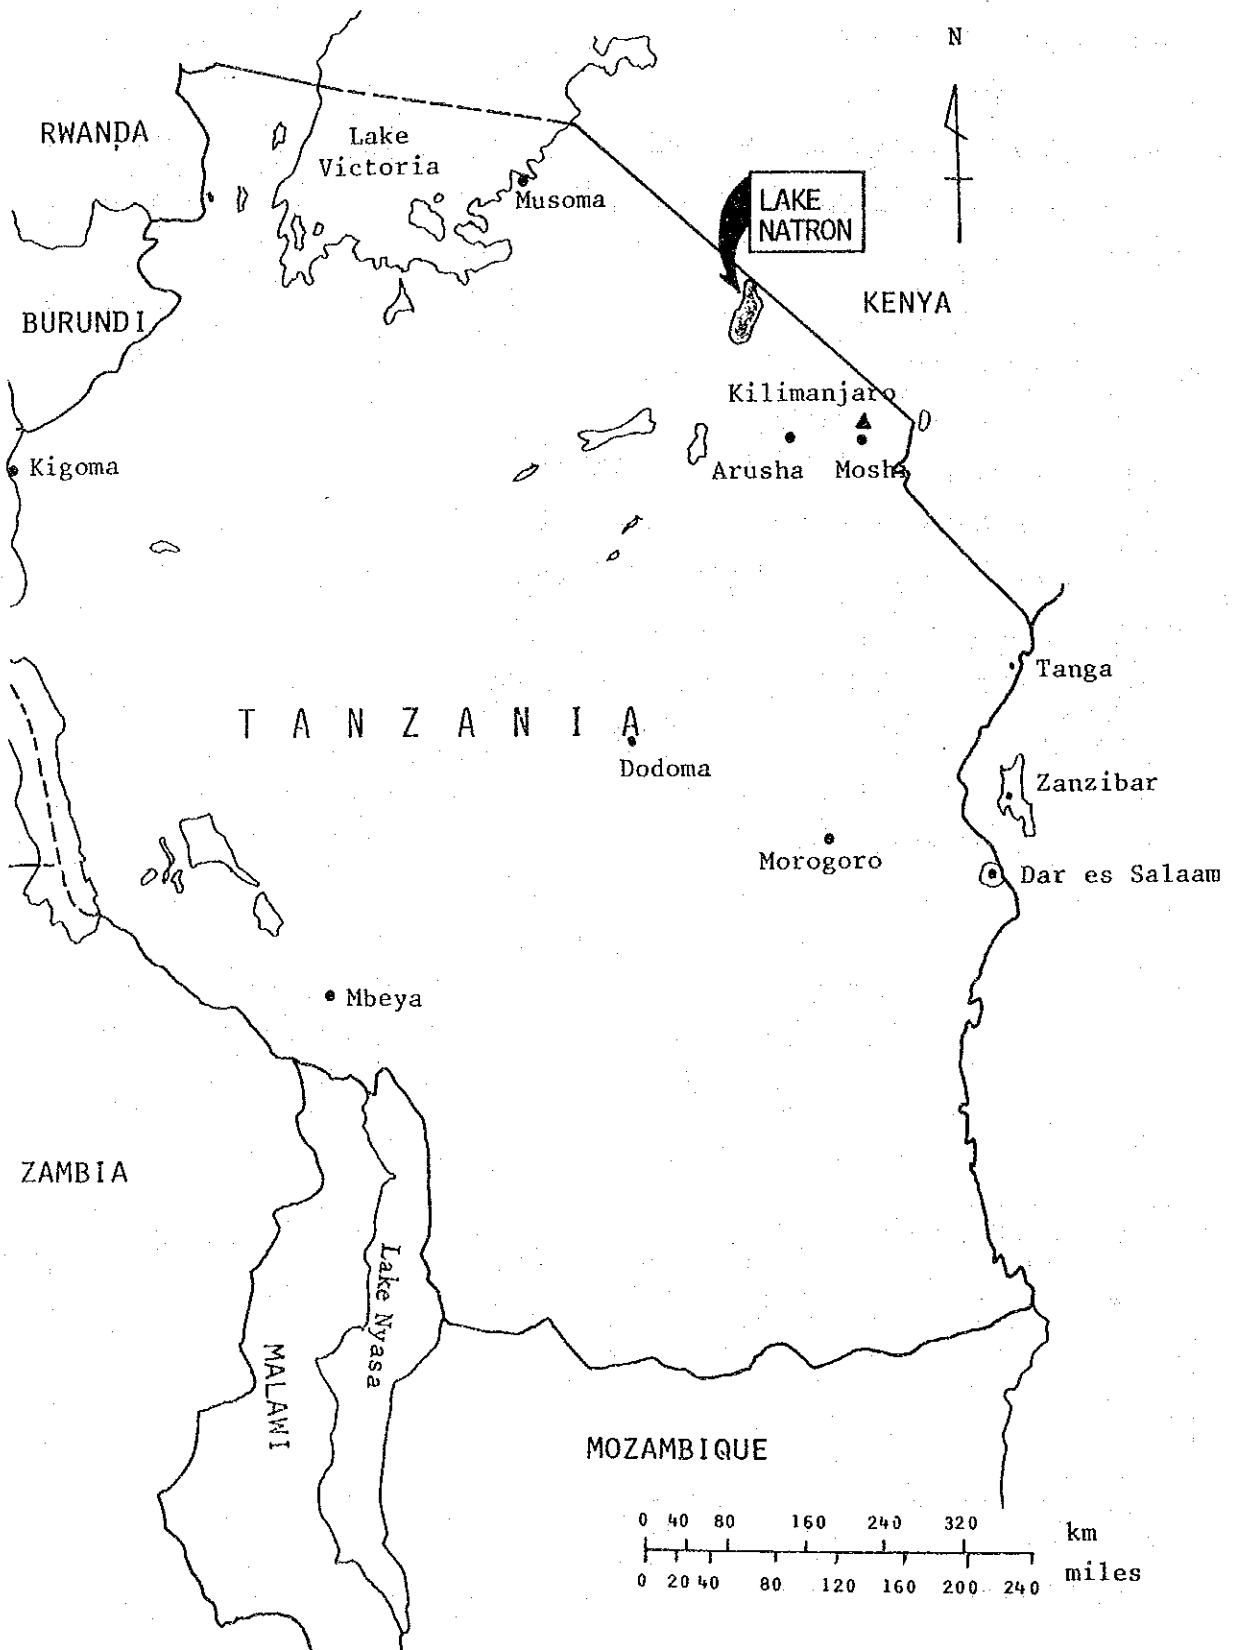 N
RWANDA
Lake
Victoria
Musoma
LAKE
NATRON
KENYA
BURUNDI
Kilimanjaro
Kigoma
Arusha
Moshi
Tanga
T A N Z A N I A
Dodoma
Zanzibar
Morogoro
Dar es Salaam
Mbeya
ZAMBIA
Lake Nyasa
MALAWI
MOZAMBIQUE
0 40 80 160 240 320 km
0 20 40 80 120 160 200 240 miles